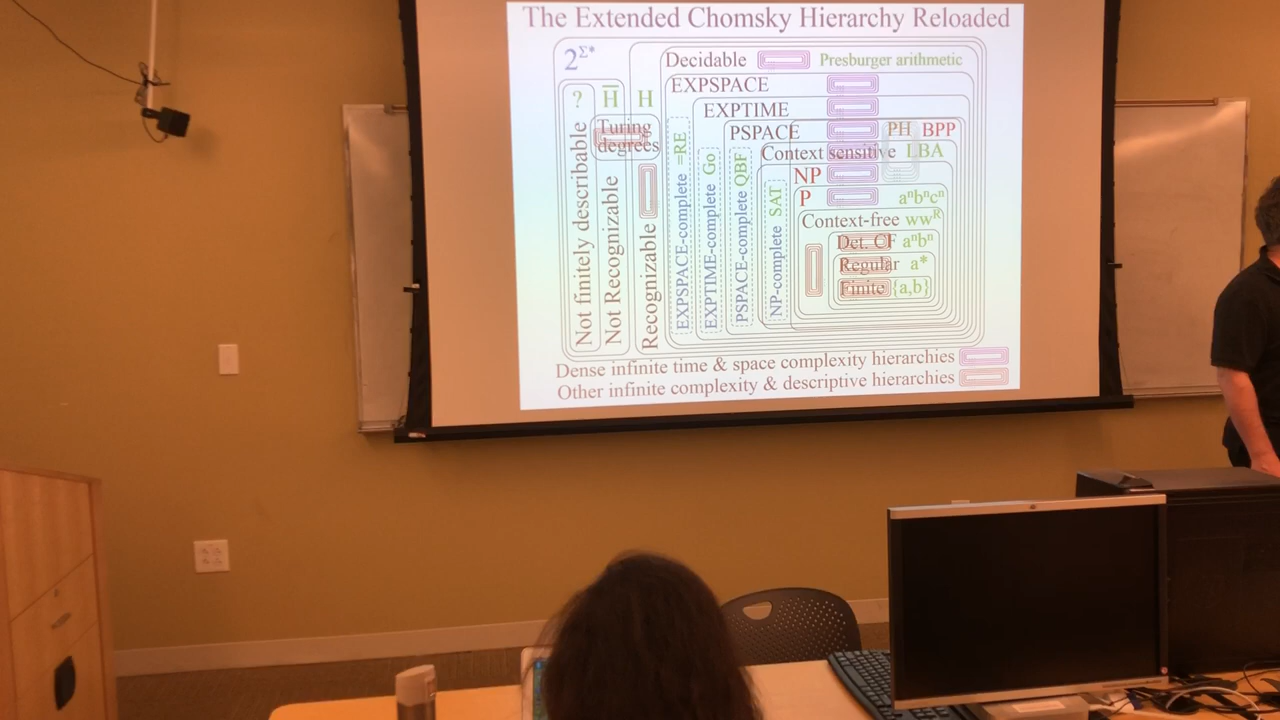 The Extended Chomsky Hierarchy Reloaded
2^Σ*
Decidable Presburger arithmetic
EXPSPACE
? H̅ H EXPTIME
Turing degrees
PSPACE PH BPP
Context sensitive LBA
NP
P aⁿbⁿcⁿ
Context-free wwᴿ
Det. CF aⁿbⁿ
Regular a*
Finite {a,b}
Not finitely describable
Not Recognizable
Recognizable
EXPSPACE-complete =RE
EXPTIME-complete Go
PSPACE-complete QBF
NP-complete SAT
Dense infinite time & space complexity hierarchies
Other infinite complexity & descriptive hierarchies